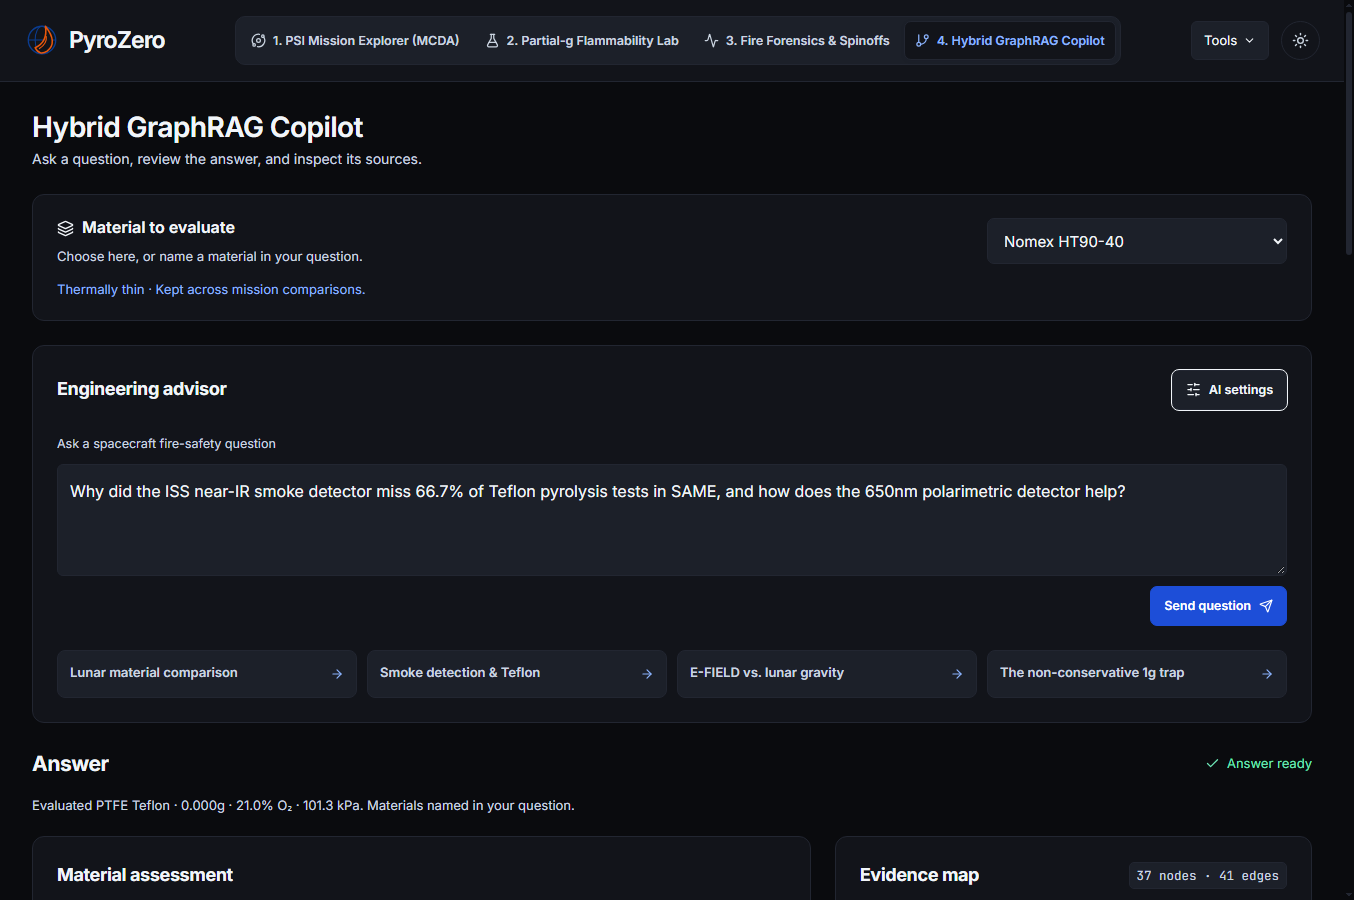 PyroZero
1. PSI Mission Explorer (MCDA)
2. Partial-g Flammability Lab
3. Fire Forensics & Spinoffs
4. Hybrid GraphRAG Copilot
Tools
Hybrid GraphRAG Copilot
Ask a question, review the answer, and inspect its sources.
Material to evaluate
Choose here, or name a material in your question.
Thermally thin · Kept across mission comparisons.
Nomex HT90-40
Engineering advisor
AI settings
Ask a spacecraft fire-safety question
Why did the ISS near-IR smoke detector miss 66.7% of Teflon pyrolysis tests in SAME, and how does the 650nm polarimetric detector help?
Send question
Lunar material comparison
Smoke detection & Teflon
E-FIELD vs. lunar gravity
The non-conservative 1g trap
Answer
Answer ready
Evaluated PTFE Teflon · 0.000g · 21.0% O₂ · 101.3 kPa. Materials named in your question.
Material assessment
Evidence map
37 nodes · 41 edges